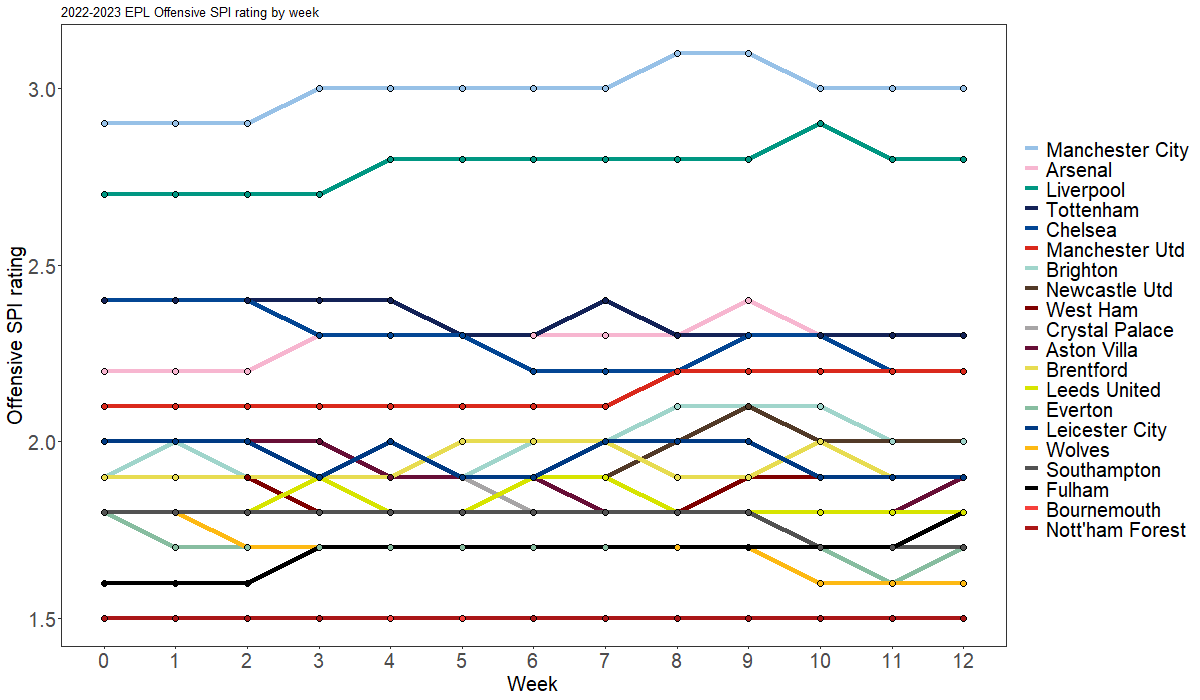 2022-2023 EPL Offensive SPI rating by week
3.0
2.5
2.0
1.5
Offensive SPI rating
0 1 2 3 4 5 6 7 8 9 10 11 12
Week
Manchester City
Arsenal
Liverpool
Tottenham
Chelsea
Manchester Utd
Brighton
Newcastle Utd
West Ham
Crystal Palace
Aston Villa
Brentford
Leeds United
Everton
Leicester City
Wolves
Southampton
Fulham
Bournemouth
Nott'ham Forest